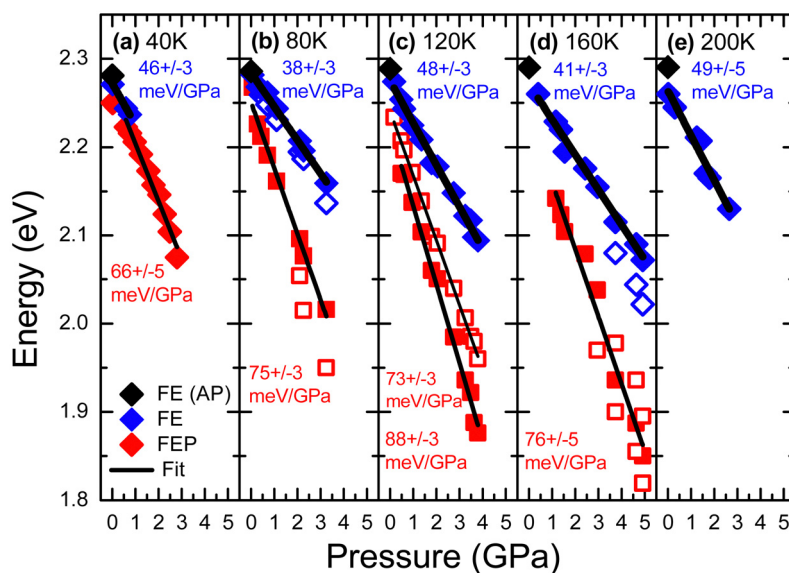 (a) 40K
(b) 80K
(c) 120K
(d) 160K
(e) 200K
46+/-3
meV/GPa
38+/-3
meV/GPa
48+/-3
meV/GPa
41+/-3
meV/GPa
49+/-5
meV/GPa
2.3
2.2
2.1
2.0
1.9
1.8
Energy (eV)
66+/-5
meV/GPa
75+/-3
meV/GPa
73+/-3
meV/GPa
88+/-3
meV/GPa
76+/-5
meV/GPa
FE (AP)
FE
FEP
Fit
0 1 2 3 4 5 0 1 2 3 4 5 0 1 2 3 4 5 0 1 2 3 4 5 0 1 2 3 4 5
Pressure (GPa)